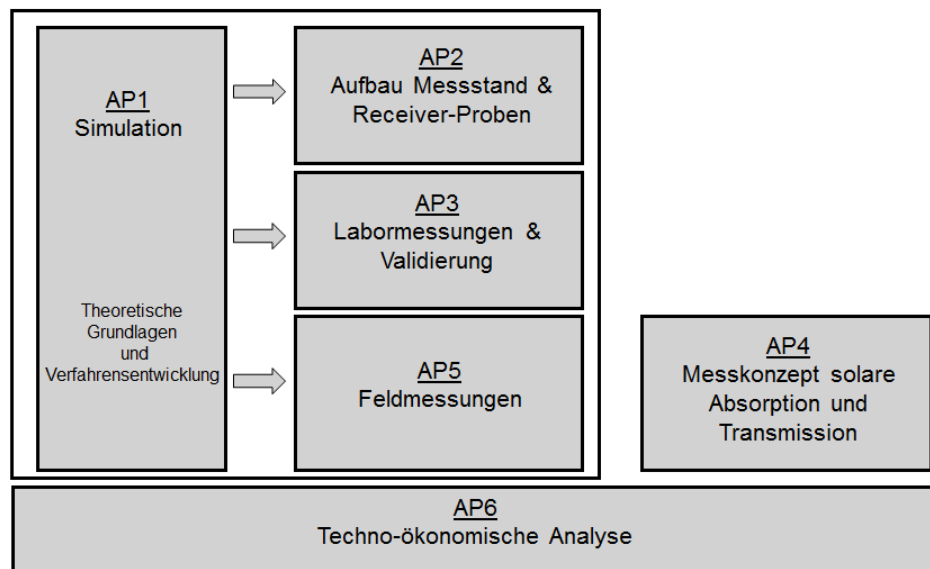 AP1
Simulation
Theoretische
Grundlagen
und
Verfahrensentwicklung
AP2
Aufbau Messstand &
Receiver-Proben
AP3
Labormessungen &
Validierung
AP5
Feldmessungen
AP4
Messkonzept solare
Absorption und
Transmission
AP6
Techno-ökonomische Analyse